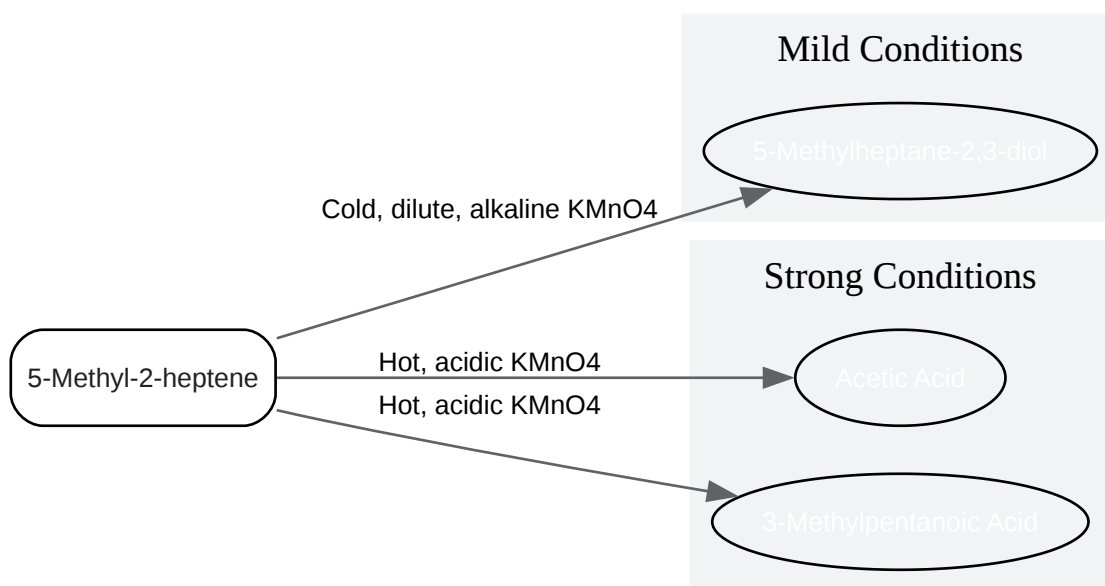 Mild Conditions
5-Methylheptane-2,3-diol
Cold, dilute, alkaline KMnO4
Strong Conditions
5-Methyl-2-heptene
Hot, acidic KMnO4
Acetic Acid
Hot, acidic KMnO4
3-Methylpentanoic Acid